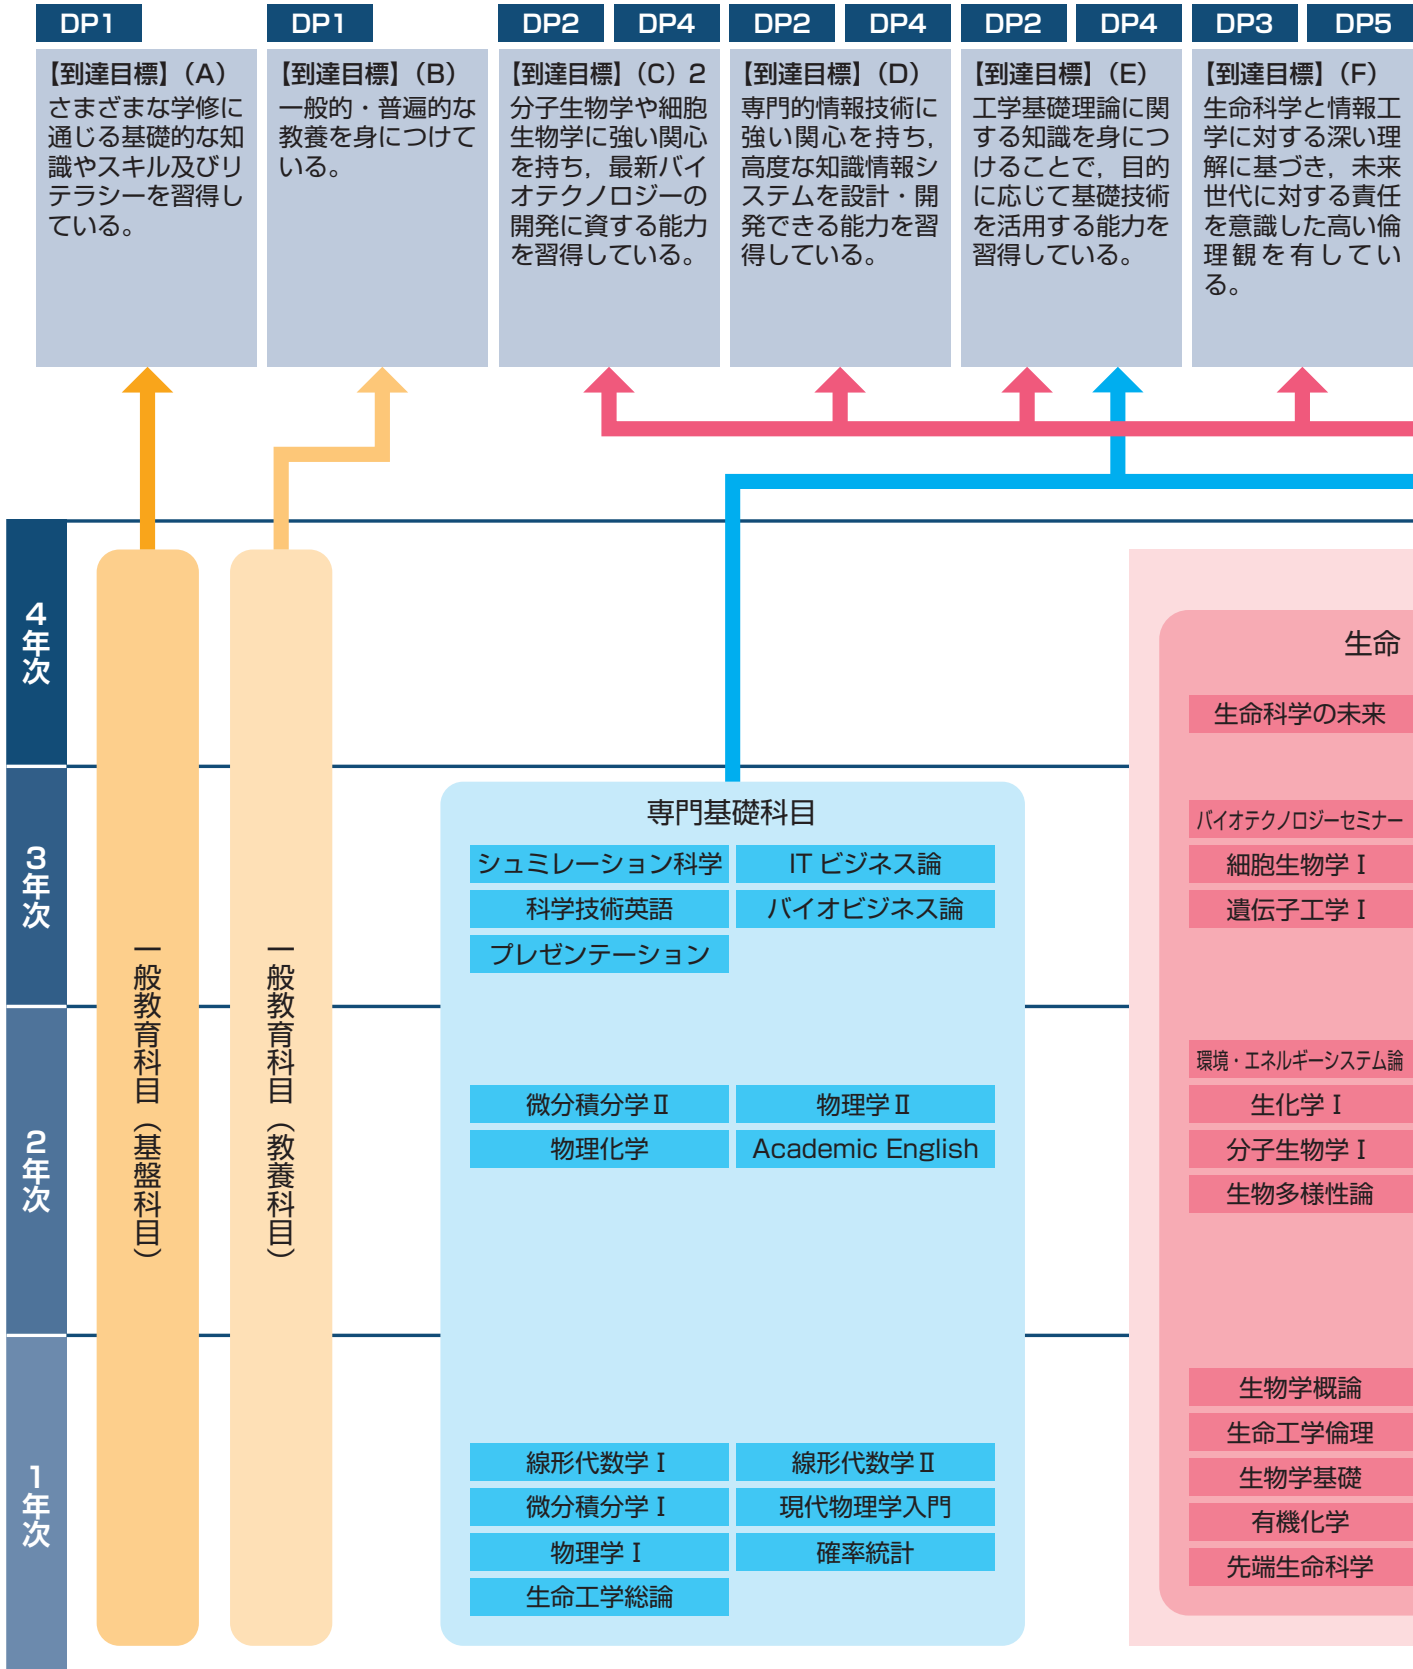 DP1
DP1
DP2 DP4
DP2 DP4
DP2 DP4
DP3 DP5
【到達目標】（A）
さまざまな学修に
通じる基礎的な知
識やスキル及びリ
テラシーを習得し
ている。
【到達目標】（B）
一般的・普遍的な
教養を身につけて
いる。
【到達目標】（C）2
分子生物学や細胞
生物学に強い関心
を持ち，最新バイ
オテクノロジーの
開発に資する能力
を習得している。
【到達目標】（D）
専門的情報技術に
強い関心を持ち，
高度な知識情報シ
ステムを設計・開
発できる能力を習
得している。
【到達目標】（E）
工学基礎理論に関
する知識を身につ
けることで，目的
に応じて基礎技術
を活用する能力を
習得している。
【到達目標】（F）
生命科学と情報工
学に対する深い理
解に基づき，未来
世代に対する責任
を意識した高い倫
理観を有してい
る。
4年次
3年次
2年次
1年次
一般教育科目（基盤科目）
一般教育科目（教養科目）
専門基礎科目
シュミレーション科学 IT ビジネス論
科学技術英語 バイオビジネス論
プレゼンテーション
微分積分学Ⅱ 物理学Ⅱ
物理化学 Academic English
線形代数学Ⅰ 線形代数学Ⅱ
微分積分学Ⅰ 現代物理学入門
物理学Ⅰ 確率統計
生命工学総論
生命
生命科学の未来
バイオテクノロジーセミナー
細胞生物学Ⅰ
遺伝子工学Ⅰ
環境・エネルギーシステム論
生化学Ⅰ
分子生物学Ⅰ
生物多様性論
生物学概論
生命工学倫理
生物学基礎
有機化学
先端生命科学